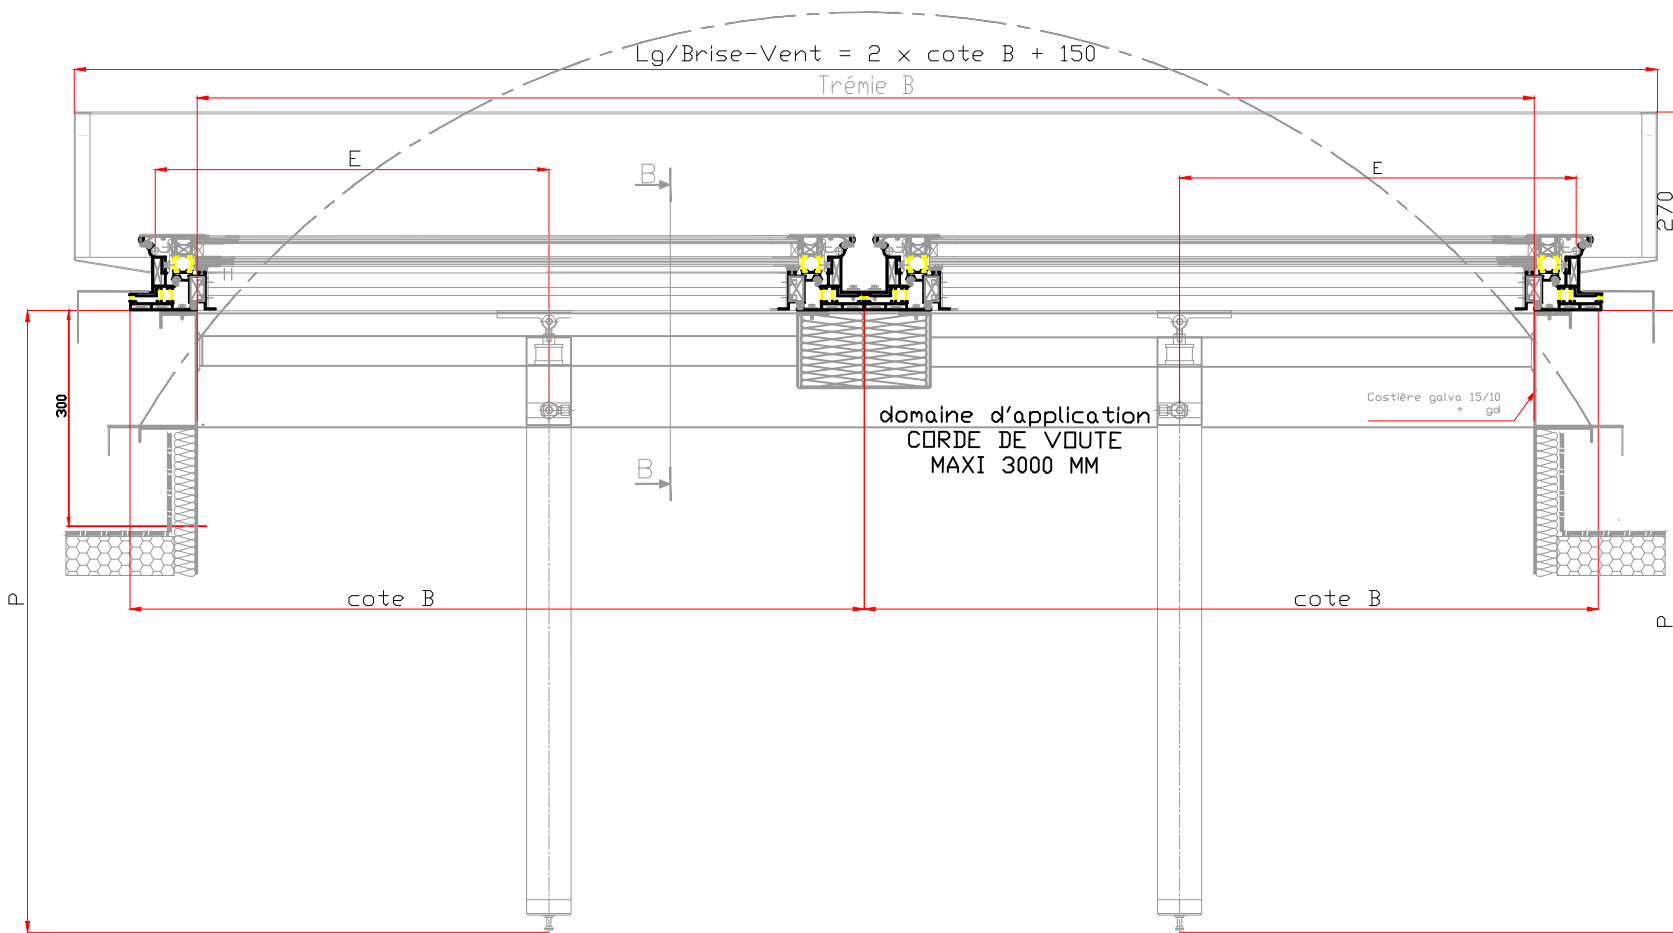 Lg/Brise-Vent = 2 x cote B + 150
Trémie B
E
E
B
270
H
300
Costière galva 15/10
+ gd
domaine d'application
CORDE DE VOUTE
MAXI 3000 MM
B
P
cote B
cote B
P